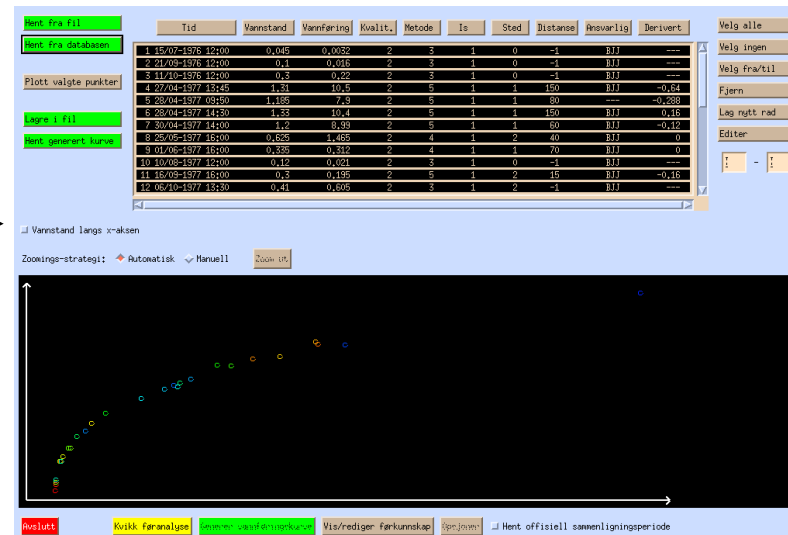 Hent fra fil
Tid Vannstand Vannføring Kvalit. Metode Is Sted Distanse Ansvarlig Derivert
Velg alle
Hent fra databasen
Velg ingen
1 15/07-1976 12:00 0,045 0,0032 2 3 1 0 -1 BJJ ---
2 21/09-1976 12:00 0.1 0.016 2 3 1 0 -1 BJJ ---
3 11/10-1976 12:00 0.3 0.22 2 3 1 0 -1 BJJ ---
4 27/04-1977 13:45 1.31 10.5 2 5 1 1 150 BJJ -0.64
5 28/04-1977 09:50 1.185 7.9 2 5 1 1 80 --- -0.288
6 28/04-1977 14:30 1.33 10.4 2 5 1 1 150 BJJ 0.16
7 30/04-1977 14:00 1.2 8.99 2 5 1 1 60 BJJ -0.12
8 25/05-1977 16:00 0.625 1.465 2 4 1 2 40 BJJ 0
9 01/06-1977 16:00 0.335 0.312 2 4 1 1 70 BJJ 0
10 10/08-1977 12:00 0.12 0.021 2 3 1 0 -1 BJJ ---
11 16/09-1977 16:00 0.3 0.195 2 5 1 2 15 BJJ -0.16
12 06/10-1977 13:30 0.41 0.605 2 3 1 2 -1 BJJ ---
Velg fra/til
Plott valgte punkter
Fjern
Lagre i fil
Lag nytt rad
Hent generert kurve
Editer
-
Vannstand langs x-aksen
Zoomings-strategi: Automatisk Manuell Zoom ut
Avslutt Kvikk føranalyse Generer vannføringskurve Vis/rediger førkunnskap Opsjoner Hent offisiell sammenligningsperiode